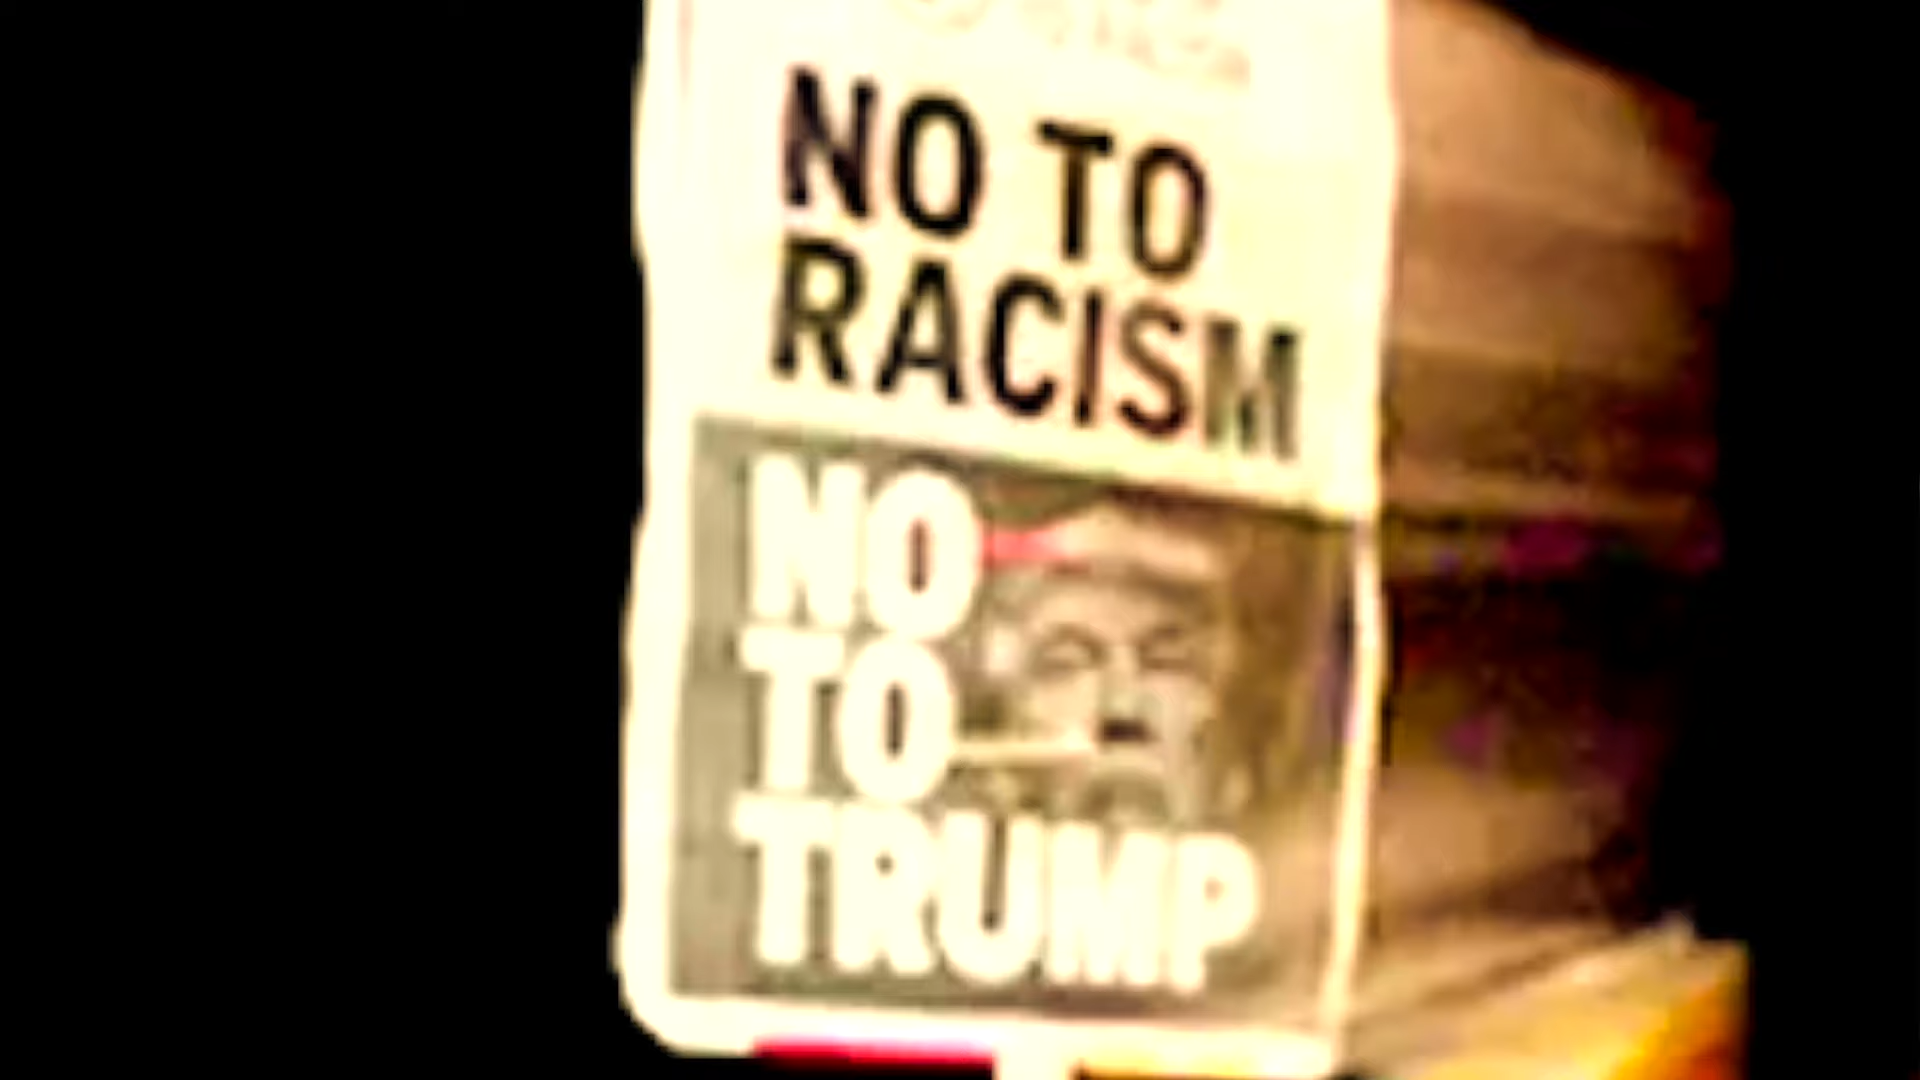 NO TO
RACISM
NO
TO
TRUMP